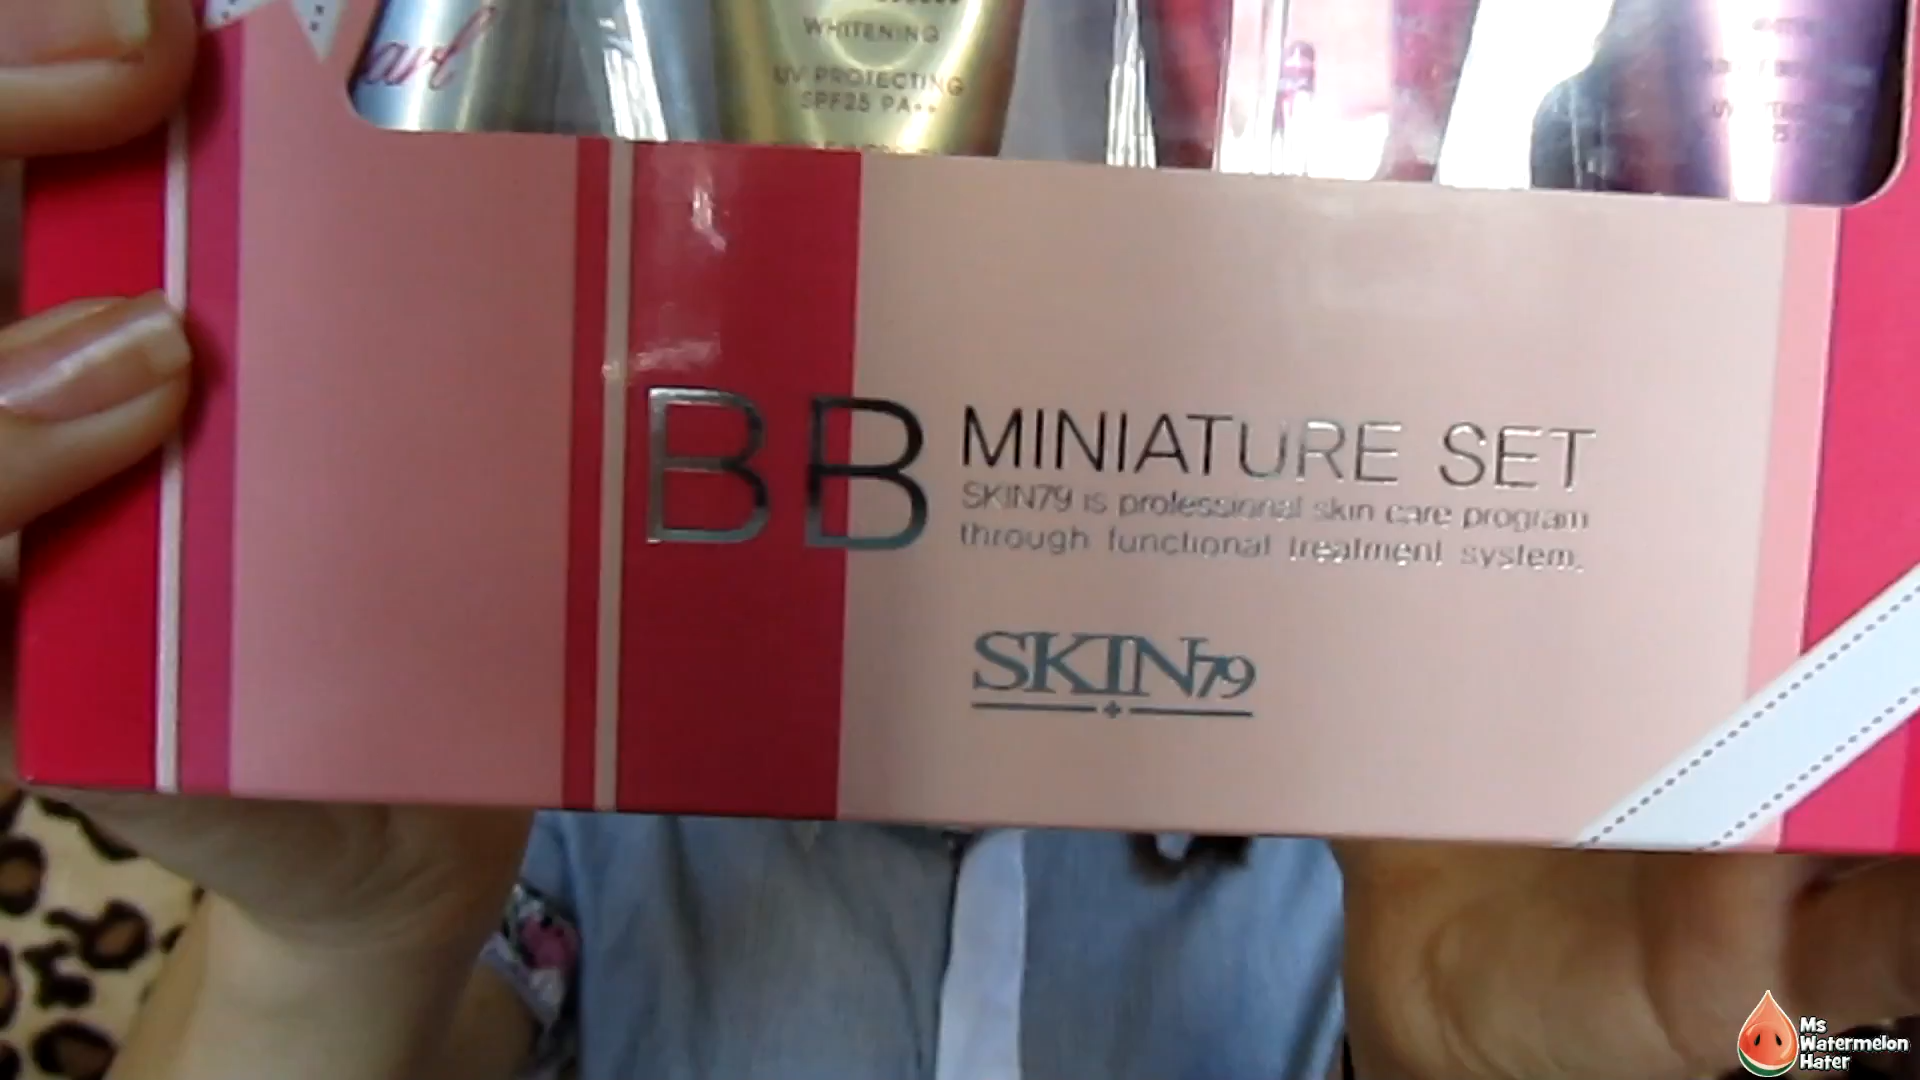 arl
WHITENING
UV PROTECTING
SPF25 PA++
BB MINIATURE SET
SKIN79 is professional skin care program
through functional treatment system.
SKIN79
Ms
Watermelon
Hater